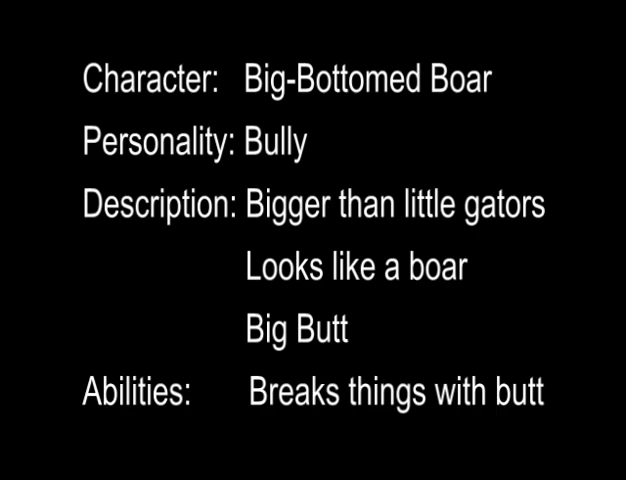 Character: Big-Bottomed Boar
Personality: Bully
Description: Bigger than little gators
Looks like a boar
Big Butt
Abilities: Breaks things with butt